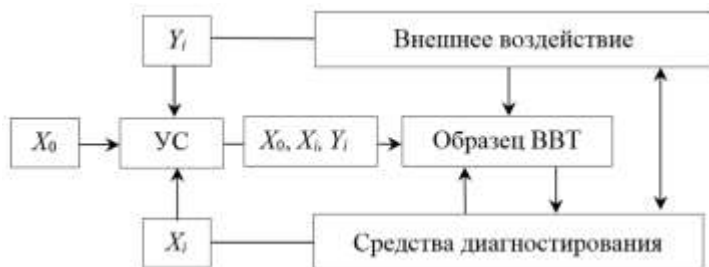 Yᵢ
Внешнее воздействие
X₀
УС
X₀, Xᵢ, Yᵢ
Образец ВВТ
Xᵢ
Средства диагностирования